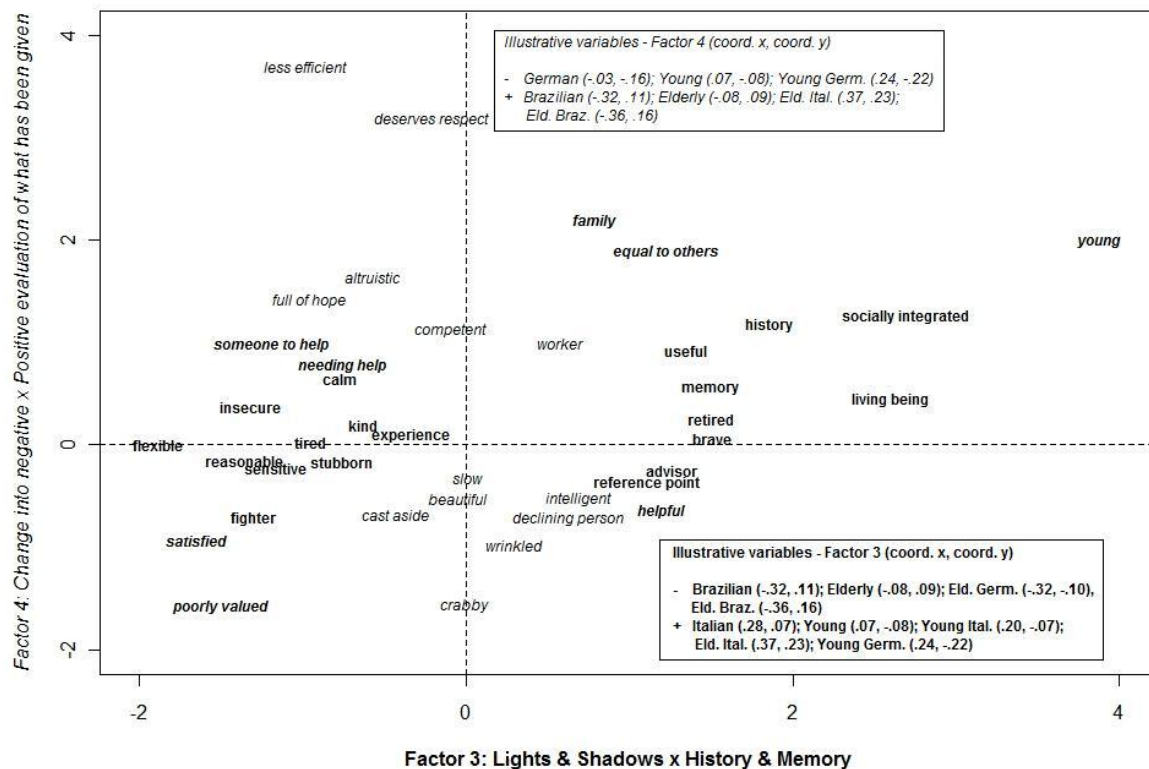 Factor 4: Change into negative x Positive evaluation of what has been given
4
2
0
-2
less efficient
Illustrative variables - Factor 4 (coord. x, coord. y)
- German (-.03, -.16); Young (.07, -.08); Young Germ. (.24, -.22)
+ Brazilian (-.32, .11); Elderly (-.08, .09); Eld. Ital. (.37, .23);
Eld. Braz. (-.36, .16)
deserves respect
family
young
equal to others
altruistic
full of hope
socially integrated
history
competent
someone to help
worker
useful
needing help
calm
memory
living being
insecure
retired
kind
experience
brave
flexible
tired
reasonable
stubborn
sensitive
advisor
slow
reference point
beautiful
intelligent
helpful
fighter
cast aside
declining person
satisfied
wrinkled
Illustrative variables - Factor 3 (coord. x, coord. y)
- Brazilian (-.32, .11); Elderly (-.08, .09); Eld. Germ. (-.32, -.10),
Eld. Braz. (-.36, .16)
+ Italian (.28, .07); Young (.07, -.08); Young Ital. (.20, -.07);
Eld. Ital. (.37, .23); Young Germ. (.24, -.22)
poorly valued
crabby
-2 0 2 4
Factor 3: Lights & Shadows x History & Memory